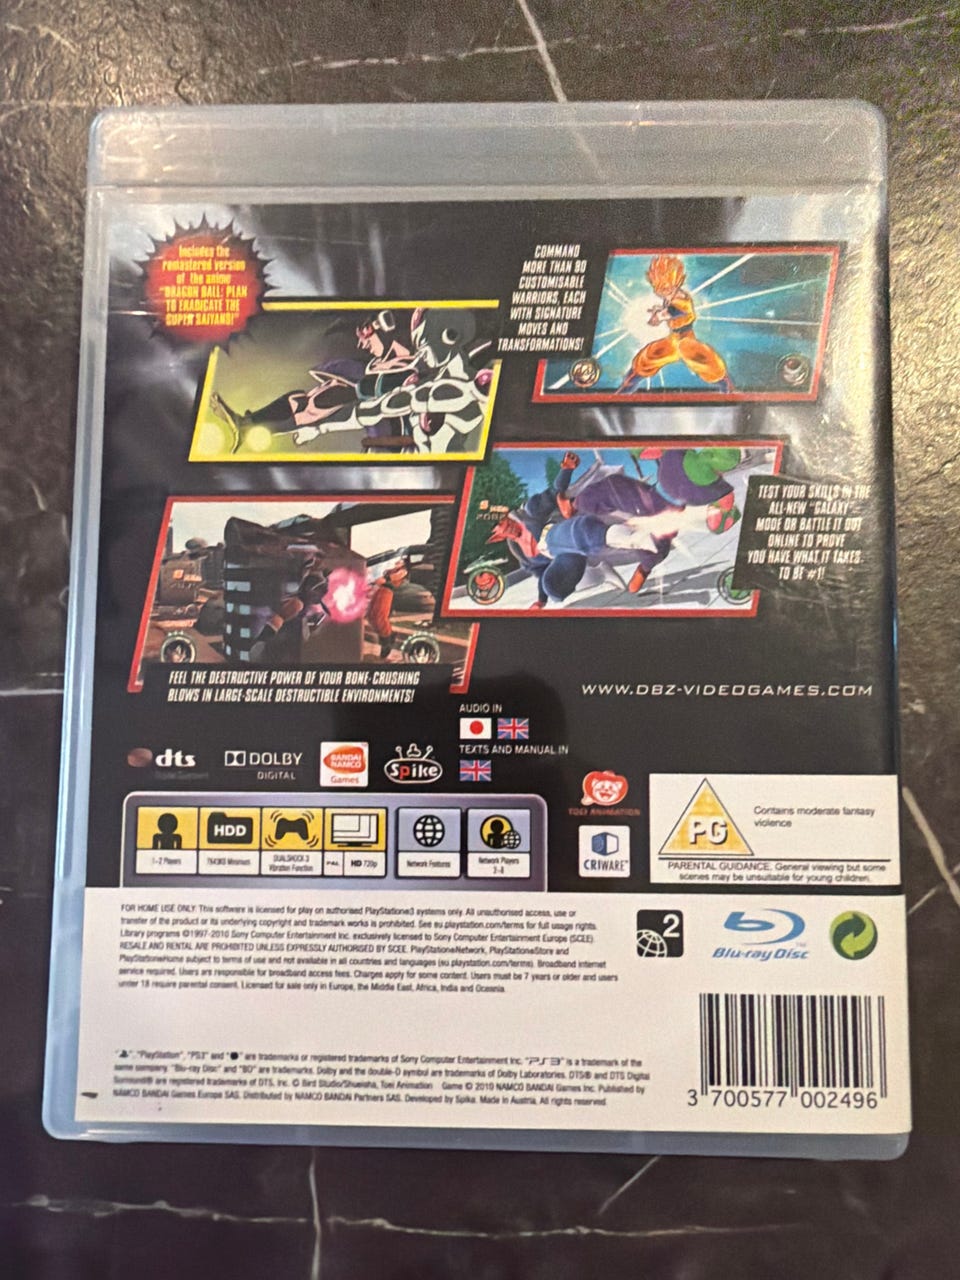 Includes the
remastered version
of the anime
"DRAGON BALL: PLAN
TO ERADICATE THE
SUPER SAIYANS!"
COMMAND
MORE THAN 90
CUSTOMISABLE
WARRIORS, EACH
WITH SIGNATURE
MOVES AND
TRANSFORMATIONS!
TEST YOUR SKILLS IN THE
ALL-NEW "GALAXY"
MODE OR BATTLE IT OUT
ONLINE TO PROVE
YOU HAVE WHAT IT TAKES
TO BE #1!
FEEL THE DESTRUCTIVE POWER OF YOUR BONE-CRUSHING
BLOWS IN LARGE-SCALE DESTRUCTIBLE ENVIRONMENTS!
WWW.DBZ-VIDEOGAMES.COM
AUDIO IN
TEXTS AND MANUAL IN
dts
Digital Surround
DOLBY
DIGITAL
BANDAI
NAMCO
Games
Spike
TOEI ANIMATION
CRIWARE™
PG
Contains moderate fantasy
violence
PARENTAL GUIDANCE. General viewing but some
scenes may be unsuitable for young children.
HDD
1-2 Players
Minimum
DUALSHOCK 3
Vibration Function
PAL
HD 720p
Network Features
Network Players
2-8
FOR HOME USE ONLY. This software is licensed for play on authorised PlayStation®3 systems only. All unauthorised access, use or
transfer of the product or its underlying copyright and trademark works is prohibited. See eu.playstation.com/terms for full usage rights.
Library programs ©1997-2010 Sony Computer Entertainment Inc. exclusively licensed to Sony Computer Entertainment Europe (SCEE).
RESALE AND RENTAL ARE PROHIBITED UNLESS EXPRESSLY AUTHORISED BY SCEE. PlayStation®Network, PlayStation®Store and
PlayStation®Home subject to terms of use and not available in all countries and languages (eu.playstation.com/terms). Broadband internet
service required. Users are responsible for broadband access fees. Charges apply for some content. Users must be 7 years or older and users
under 18 require parental consent. Licensed for sale only in Europe, the Middle East, Africa, India and Oceania.
2
Blu-ray Disc™
"PlayStation", "PS3" and " " are trademarks or registered trademarks of Sony Computer Entertainment Inc. "PS3" is a trademark of the
same company. "Blu-ray Disc" and "BD" are trademarks. Dolby and the double-D symbol are trademarks of Dolby Laboratories. DTS® and DTS Digital
Surround® are registered trademarks of DTS, Inc. © Bird Studio/Shueisha, Toei Animation Game © 2010 NAMCO BANDAI Games Inc. Published by
NAMCO BANDAI Games Europe SAS. Distributed by NAMCO BANDAI Partners SAS. Developed by Spike. Made in Austria. All rights reserved.
3 700577 002496